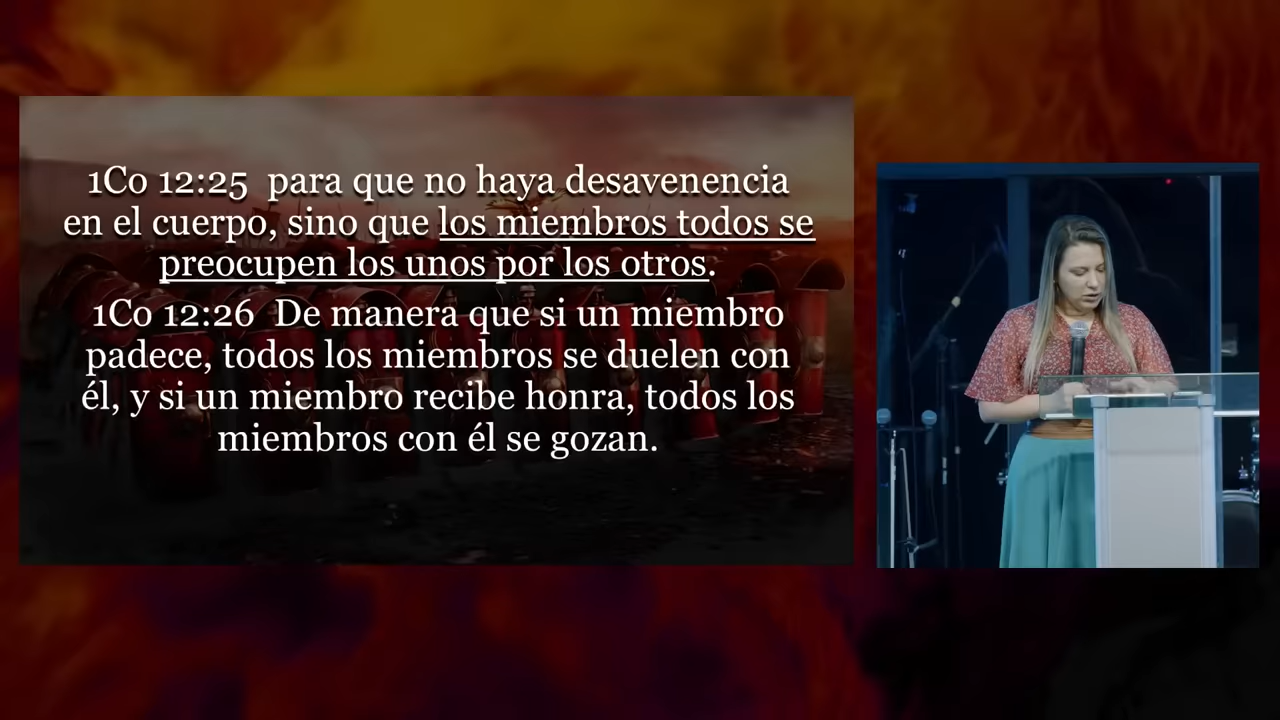 1Co 12:25  para que no haya desavenencia
en el cuerpo, sino que los miembros todos se
preocupen los unos por los otros.
1Co 12:26  De manera que si un miembro
padece, todos los miembros se duelen con
él, y si un miembro recibe honra, todos los
miembros con él se gozan.